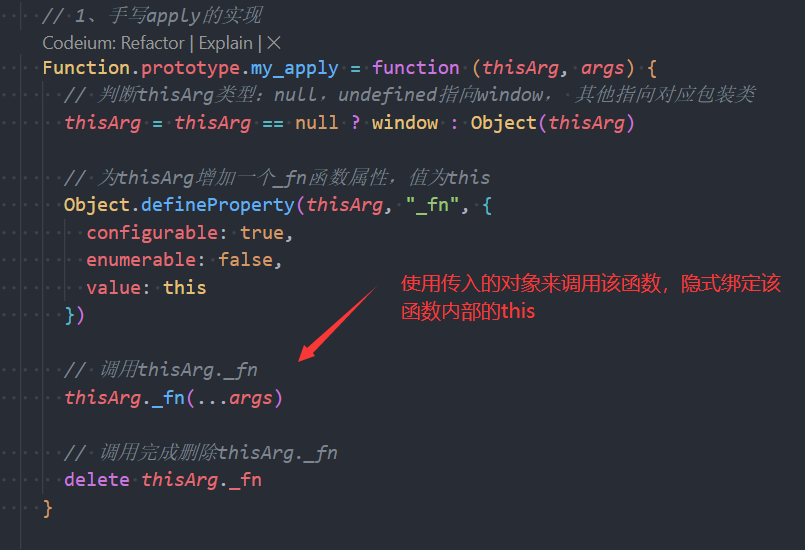 // 1、手写apply的实现
Codeium: Refactor | Explain | ×
Function.prototype.my_apply = function (thisArg, args) {
// 判断thisArg类型：null，undefined指向window， 其他指向对应包装类
thisArg = thisArg == null ? window : Object(thisArg)
// 为thisArg增加一个_fn函数属性，值为this
Object.defineProperty(thisArg, "_fn", {
configurable: true,
enumerable: false,
value: this
})
使用传入的对象来调用该函数，隐式绑定该
函数内部的this
// 调用thisArg._fn
thisArg._fn(...args)
// 调用完成删除thisArg._fn
delete thisArg._fn
}